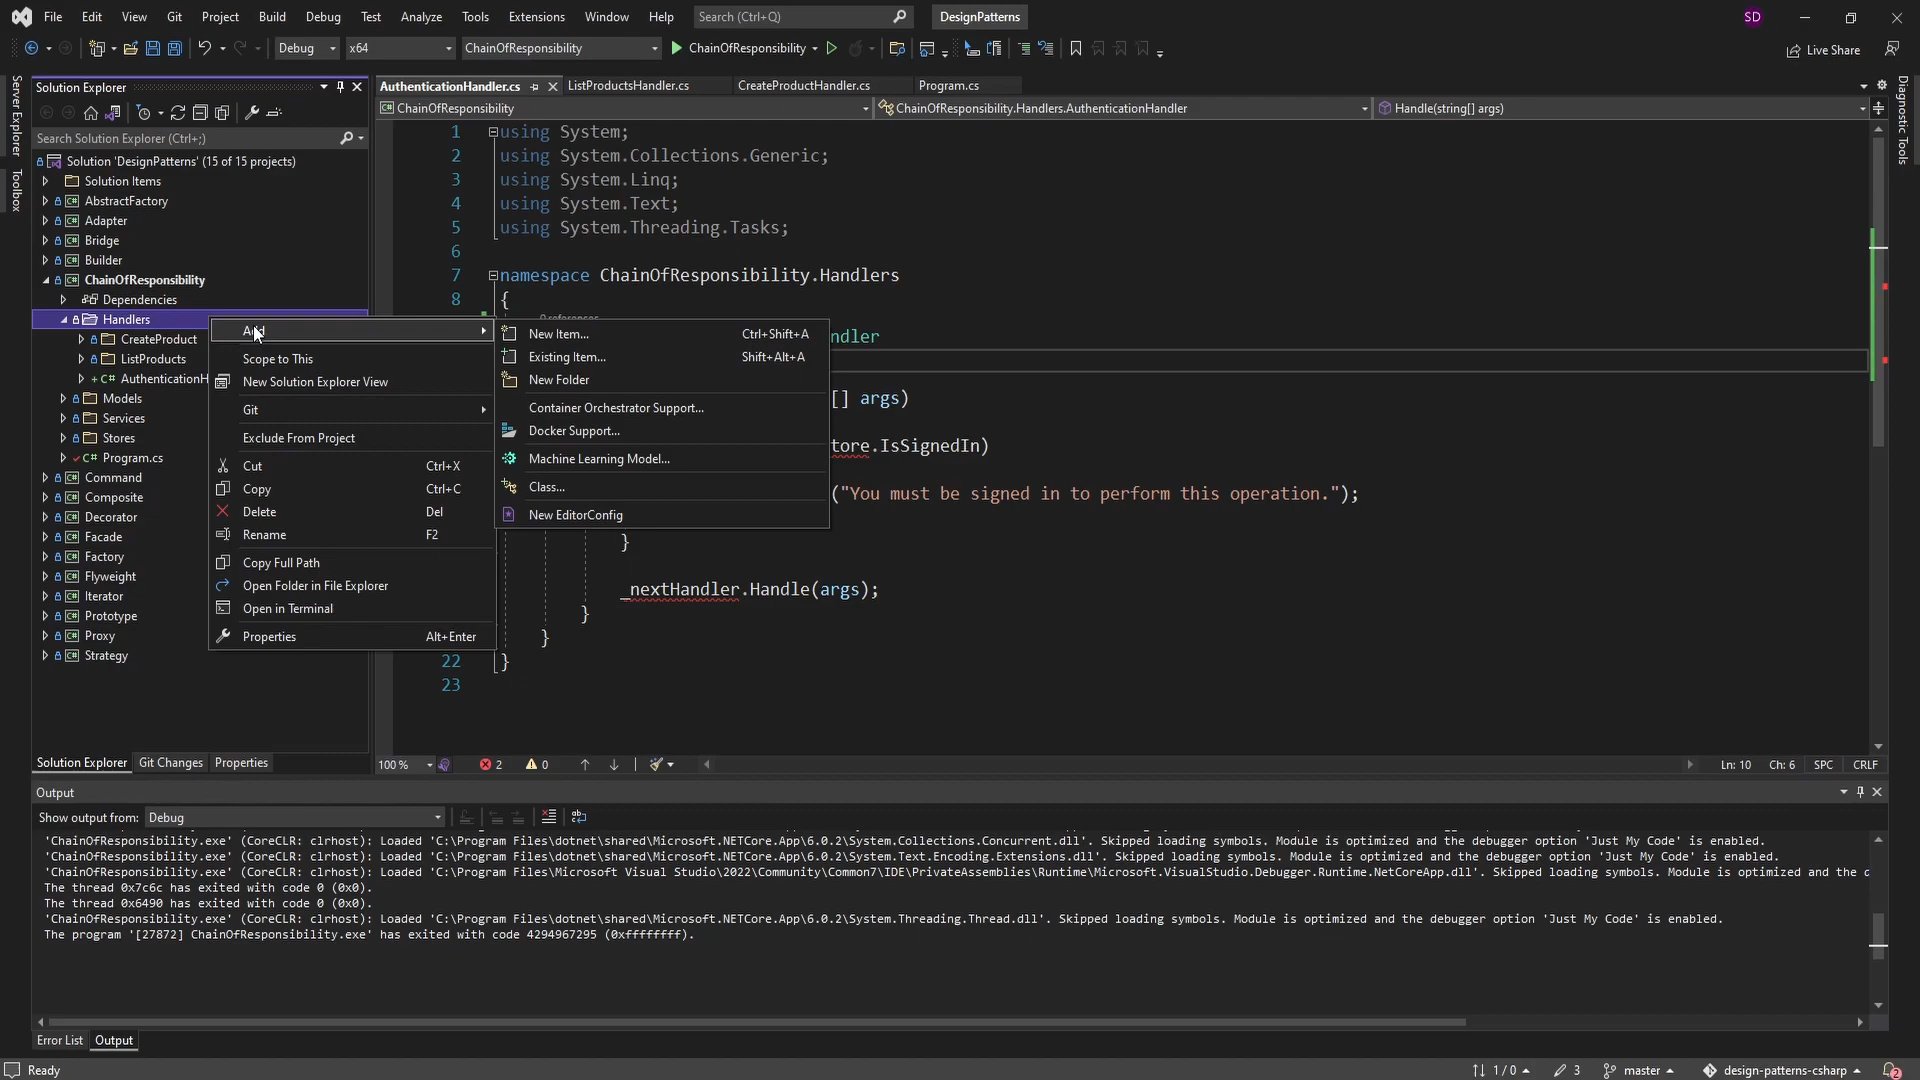 File Edit View Git Project Build Debug Test Analyze Tools Extensions Window Help Search (Ctrl+Q) DesignPatterns SD
Debug x64 ChainOfResponsibility ChainOfResponsibility Live Share
Server Explorer
Toolbox
Diagnostic Tools
Solution Explorer
Search Solution Explorer (Ctrl+;)
Solution 'DesignPatterns' (15 of 15 projects)
Solution Items
C# AbstractFactory
C# Adapter
C# Bridge
C# Builder
C# ChainOfResponsibility
Dependencies
Handlers
CreateProduct
ListProducts
+ C# AuthenticationH
Models
Services
Stores
C# Program.cs
C# Command
C# Composite
C# Decorator
C# Facade
C# Factory
C# Flyweight
C# Iterator
C# Prototype
C# Proxy
C# Strategy
Solution Explorer Git Changes Properties
Add
Scope to This
New Solution Explorer View
Git
Exclude From Project
Cut Ctrl+X
Copy Ctrl+C
Delete Del
Rename F2
Copy Full Path
Open Folder in File Explorer
Open in Terminal
Properties Alt+Enter
New Item... Ctrl+Shift+A
Existing Item... Shift+Alt+A
New Folder
Container Orchestrator Support...
Docker Support...
Machine Learning Model...
Class...
New EditorConfig
AuthenticationHandler.cs ListProductsHandler.cs CreateProductHandler.cs Program.cs
C# ChainOfResponsibility ChainOfResponsibility.Handlers.AuthenticationHandler Handle(string[] args)
1 using System;
2 using System.Collections.Generic;
3 using System.Linq;
4 using System.Text;
5 using System.Threading.Tasks;
6
7 namespace ChainOfResponsibility.Handlers
8 {
ndler
[] args)
tore.IsSignedIn)
("You must be signed in to perform this operation.");
}
_nextHandler.Handle(args);
}
}
22 }
23
100 % 2 0 Ln: 10 Ch: 6 SPC CRLF
Output
Show output from: Debug
'ChainOfResponsibility.exe' (CoreCLR: clrhost): Loaded 'C:\Program Files\dotnet\shared\Microsoft.NETCore.App\6.0.2\System.Collections.Concurrent.dll'. Skipped loading symbols. Module is optimized and the debugger option 'Just My Code' is enabled.
'ChainOfResponsibility.exe' (CoreCLR: clrhost): Loaded 'C:\Program Files\dotnet\shared\Microsoft.NETCore.App\6.0.2\System.Text.Encoding.Extensions.dll'. Skipped loading symbols. Module is optimized and the debugger option 'Just My Code' is enabled.
'ChainOfResponsibility.exe' (CoreCLR: clrhost): Loaded 'C:\Program Files\Microsoft Visual Studio\2022\Community\Common7\IDE\PrivateAssemblies\Runtime\Microsoft.VisualStudio.Debugger.Runtime.NetCoreApp.dll'. Skipped loading symbols. Module is optimized and the d
The thread 0x7c6c has exited with code 0 (0x0).
The thread 0x6490 has exited with code 0 (0x0).
'ChainOfResponsibility.exe' (CoreCLR: clrhost): Loaded 'C:\Program Files\dotnet\shared\Microsoft.NETCore.App\6.0.2\System.Threading.Thread.dll'. Skipped loading symbols. Module is optimized and the debugger option 'Just My Code' is enabled.
The program '[27872] ChainOfResponsibility.exe' has exited with code 4294967295 (0xffffffff).
Error List Output
Ready 1 / 0 3 master design-patterns-csharp 2